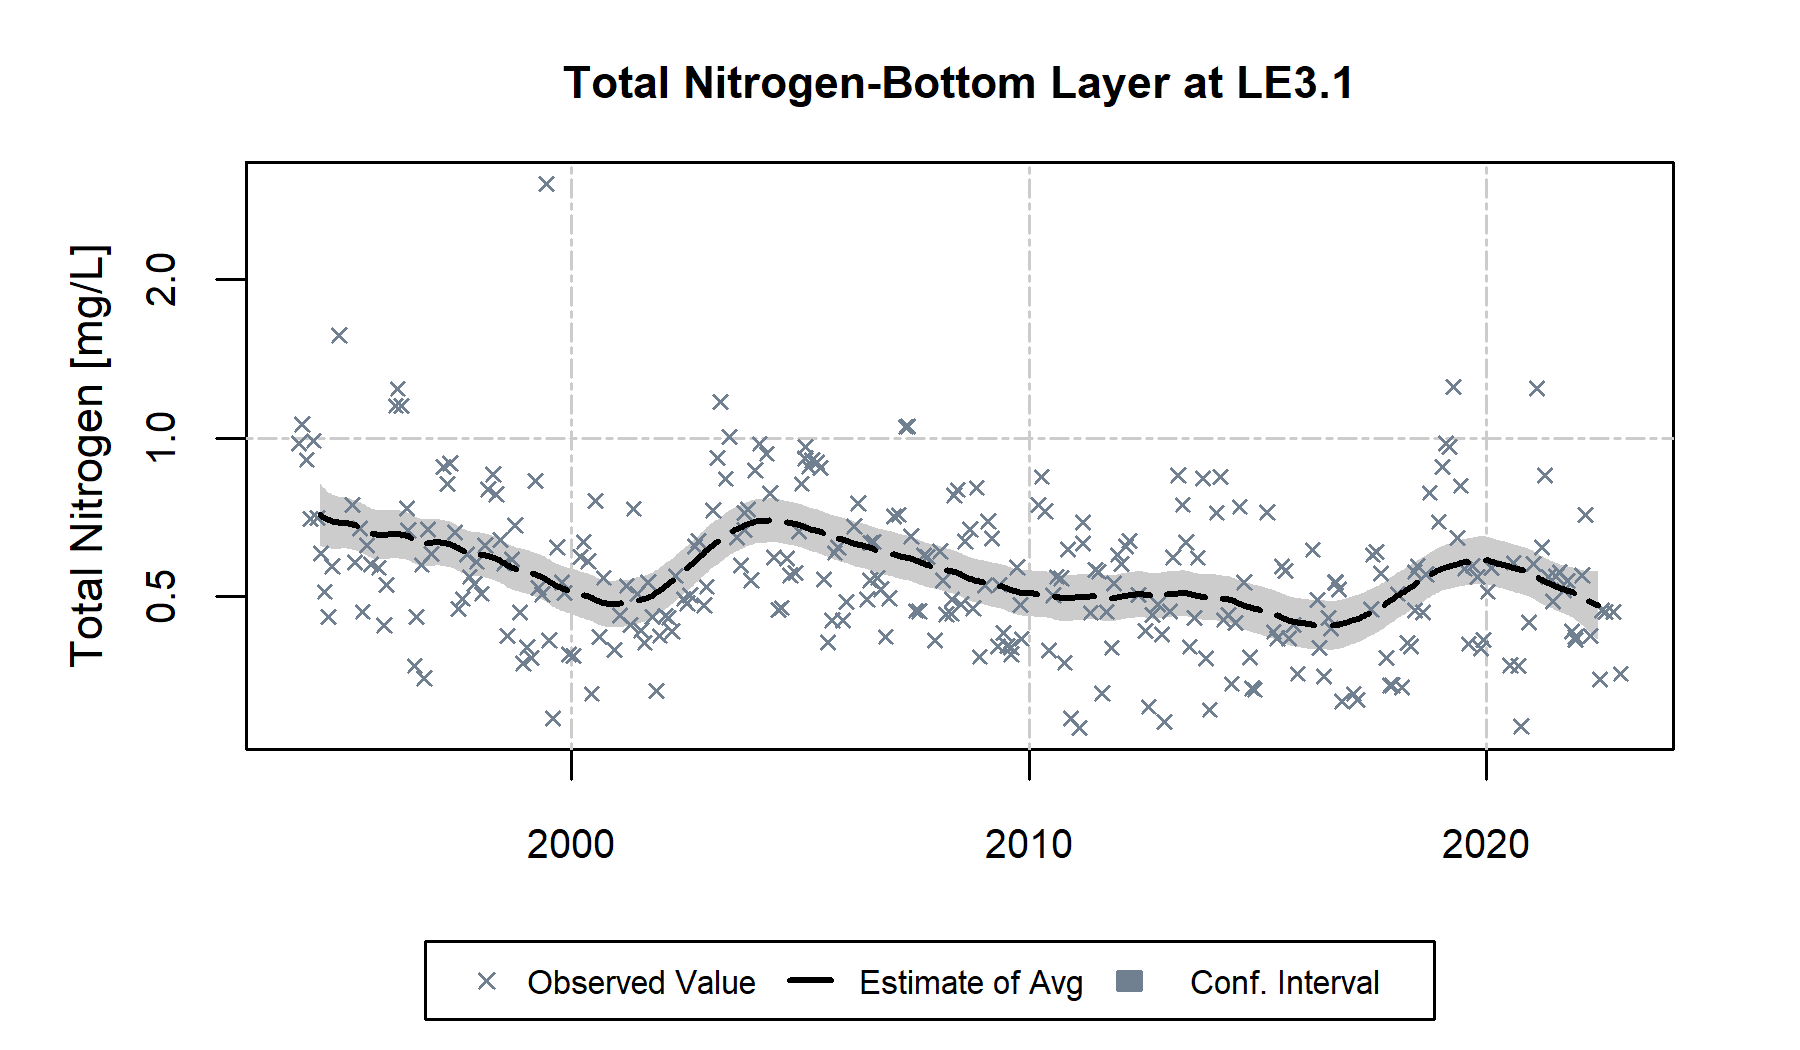 Total Nitrogen-Bottom Layer at LE3.1
Total Nitrogen [mg/L]
2.0
1.0
0.5
2000 2010 2020
Observed Value Estimate of Avg Conf. Interval